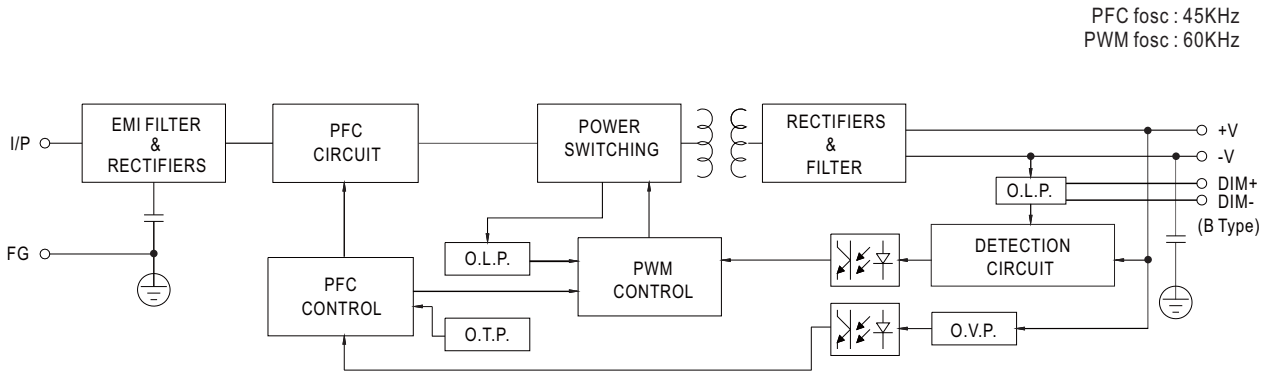 PFC fosc : 45KHz
PWM fosc : 60KHz
I/P
EMI FILTER
&
RECTIFIERS
PFC
CIRCUIT
POWER
SWITCHING
RECTIFIERS
&
FILTER
+V
-V
DIM+
DIM-
(B Type)
O.L.P.
FG
O.L.P.
PWM
CONTROL
DETECTION
CIRCUIT
PFC
CONTROL
O.T.P.
O.V.P.